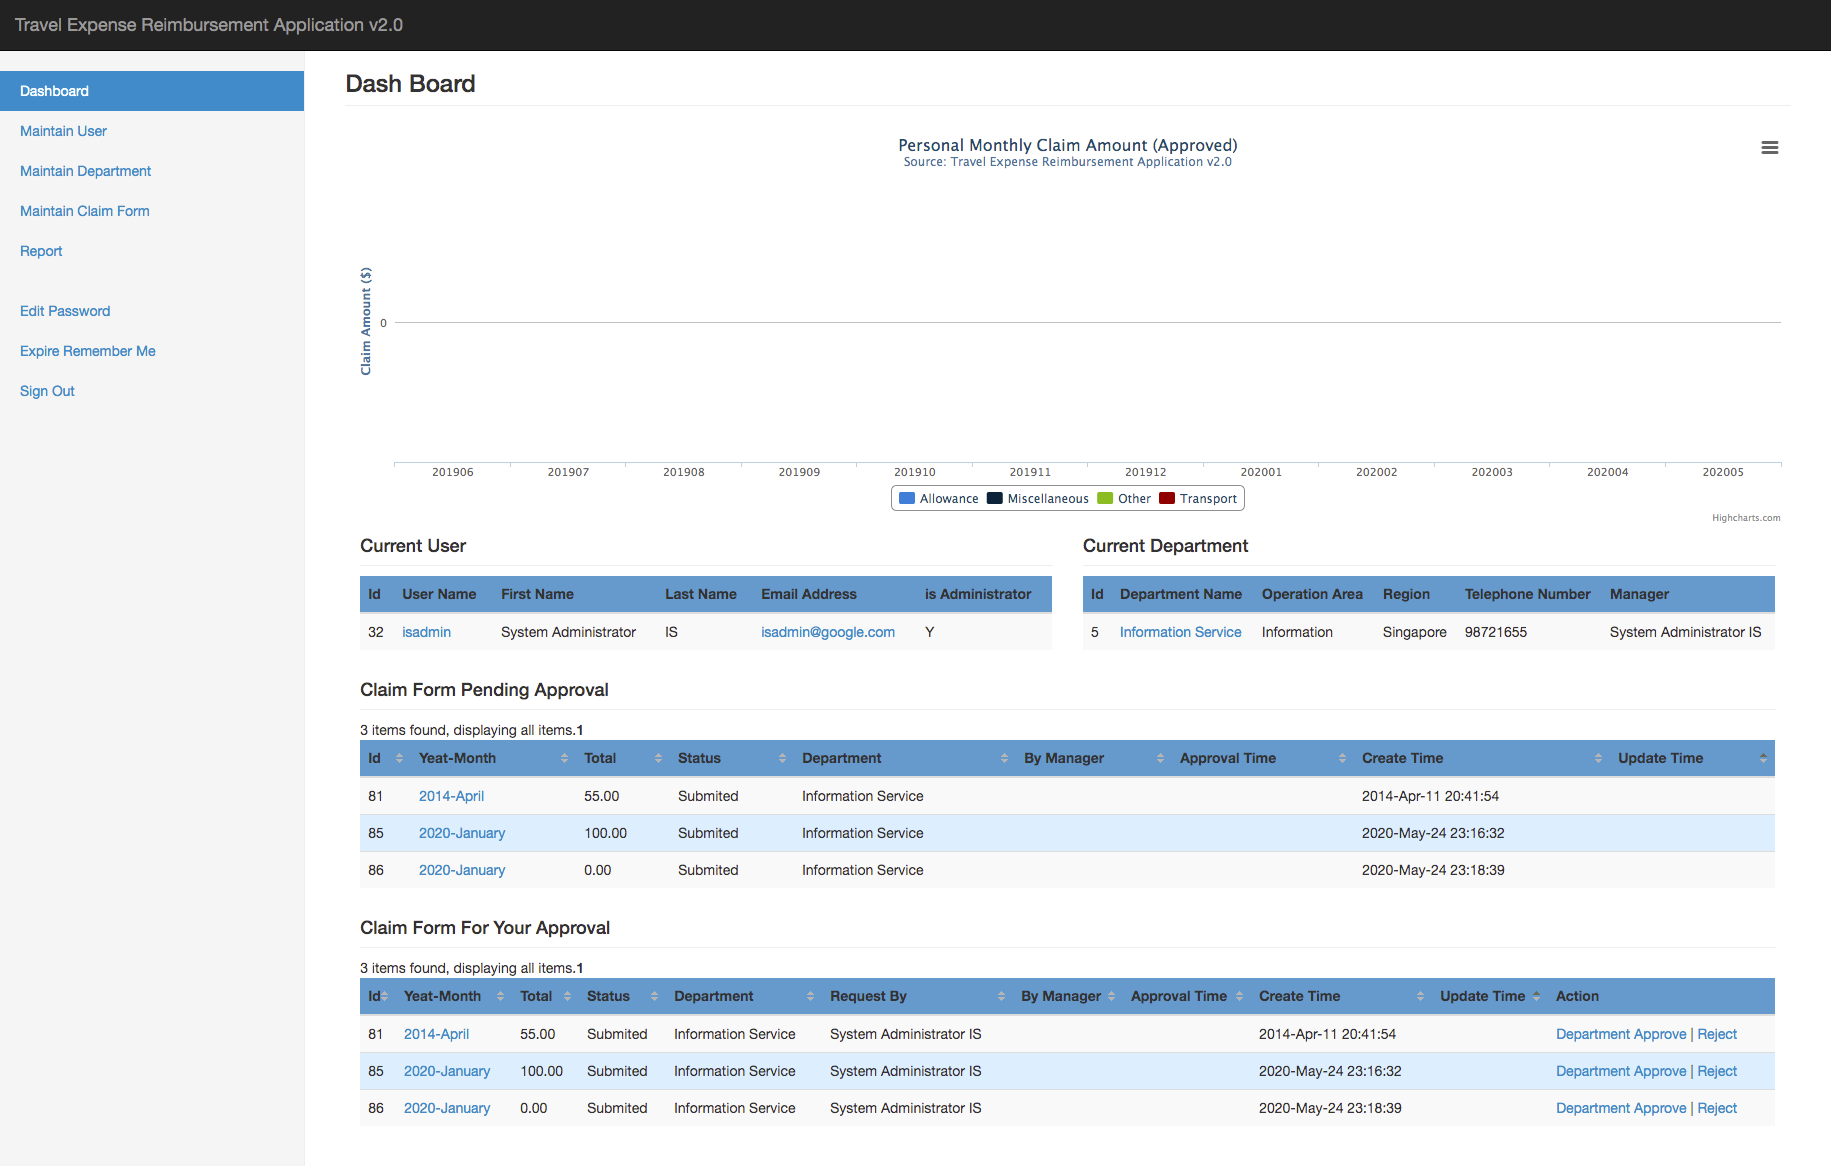 Travel Expense Reimbursement Application v2.0
Dashboard
Maintain User
Maintain Department
Maintain Claim Form
Report
Edit Password
Expire Remember Me
Sign Out
Dash Board
Personal Monthly Claim Amount (Approved)
Source: Travel Expense Reimbursement Application v2.0
Claim Amount ($)
0
201906 201907 201908 201909 201910 201911 201912 202001 202002 202003 202004 202005
Allowance Miscellaneous Other Transport
Highcharts.com
Current User
Id User Name First Name Last Name Email Address is Administrator
32 isadmin System Administrator IS isadmin@google.com Y
Current Department
Id Department Name Operation Area Region Telephone Number Manager
5 Information Service Information Singapore 98721655 System Administrator IS
Claim Form Pending Approval
3 items found, displaying all items.1
Id Yeat-Month Total Status Department By Manager Approval Time Create Time Update Time
81 2014-April 55.00 Submited Information Service 2014-Apr-11 20:41:54
85 2020-January 100.00 Submited Information Service 2020-May-24 23:16:32
86 2020-January 0.00 Submited Information Service 2020-May-24 23:18:39
Claim Form For Your Approval
3 items found, displaying all items.1
Id Yeat-Month Total Status Department Request By By Manager Approval Time Create Time Update Time Action
81 2014-April 55.00 Submited Information Service System Administrator IS 2014-Apr-11 20:41:54 Department Approve | Reject
85 2020-January 100.00 Submited Information Service System Administrator IS 2020-May-24 23:16:32 Department Approve | Reject
86 2020-January 0.00 Submited Information Service System Administrator IS 2020-May-24 23:18:39 Department Approve | Reject